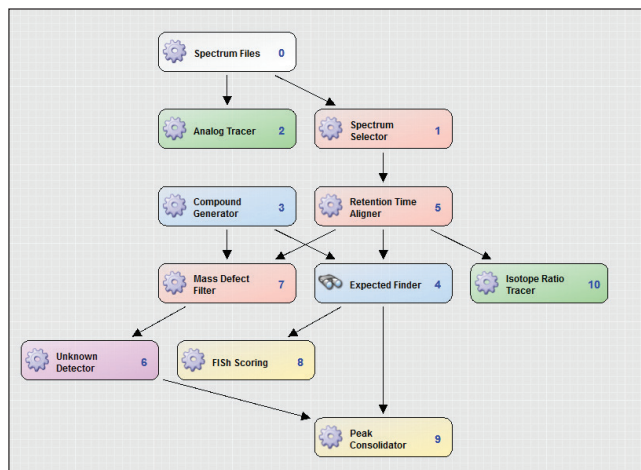 Spectrum Files 0
Analog Tracer 2
Spectrum
Selector 1
Compound
Generator 3
Retention Time
Aligner 5
Mass Defect
Filter 7
Expected Finder 4
Isotope Ratio
Tracer 10
Unknown
Detector 6
FISh Scoring 8
Peak
Consolidator 9